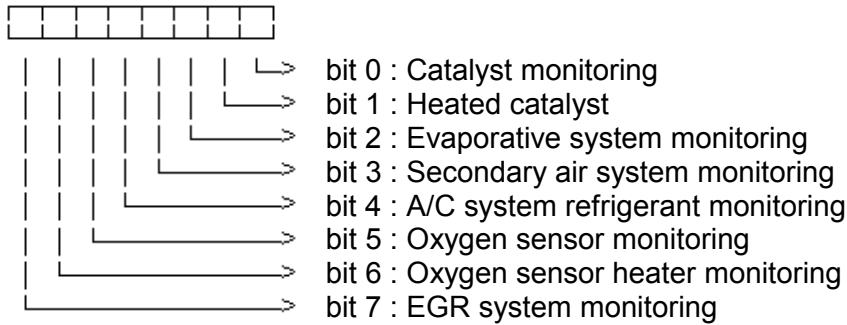 bit 0 : Catalyst monitoring
bit 1 : Heated catalyst
bit 2 : Evaporative system monitoring
bit 3 : Secondary air system monitoring
bit 4 : A/C system refrigerant monitoring
bit 5 : Oxygen sensor monitoring
bit 6 : Oxygen sensor heater monitoring
bit 7 : EGR system monitoring